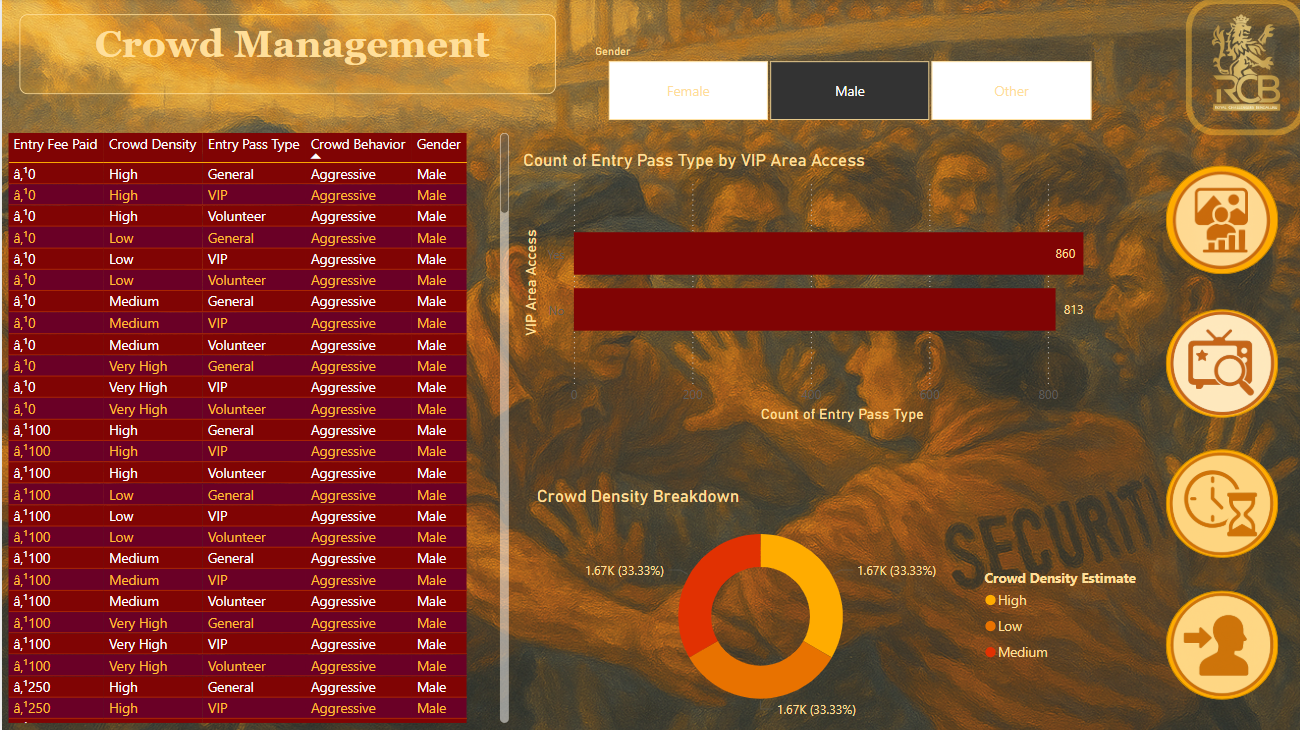 Crowd Management
Gender
Female
Male
Other
RCB
Entry Fee Paid Crowd Density Entry Pass Type Crowd Behavior Gender
â‚¹0 High General Aggressive Male
â‚¹0 High VIP Aggressive Male
â‚¹0 High Volunteer Aggressive Male
â‚¹0 Low General Aggressive Male
â‚¹0 Low VIP Aggressive Male
â‚¹0 Low Volunteer Aggressive Male
â‚¹0 Medium General Aggressive Male
â‚¹0 Medium VIP Aggressive Male
â‚¹0 Medium Volunteer Aggressive Male
â‚¹0 Very High General Aggressive Male
â‚¹0 Very High VIP Aggressive Male
â‚¹0 Very High Volunteer Aggressive Male
â‚¹100 High General Aggressive Male
â‚¹100 High VIP Aggressive Male
â‚¹100 High Volunteer Aggressive Male
â‚¹100 Low General Aggressive Male
â‚¹100 Low VIP Aggressive Male
â‚¹100 Low Volunteer Aggressive Male
â‚¹100 Medium General Aggressive Male
â‚¹100 Medium VIP Aggressive Male
â‚¹100 Medium Volunteer Aggressive Male
â‚¹100 Very High General Aggressive Male
â‚¹100 Very High VIP Aggressive Male
â‚¹100 Very High Volunteer Aggressive Male
â‚¹250 High General Aggressive Male
â‚¹250 High VIP Aggressive Male
Count of Entry Pass Type by VIP Area Access
VIP Area Access
860
813
0 200 400 600 800
Count of Entry Pass Type
SECURITY
Crowd Density Breakdown
1.67K (33.33%)
1.67K (33.33%)
1.67K (33.33%)
Crowd Density Estimate
High
Low
Medium